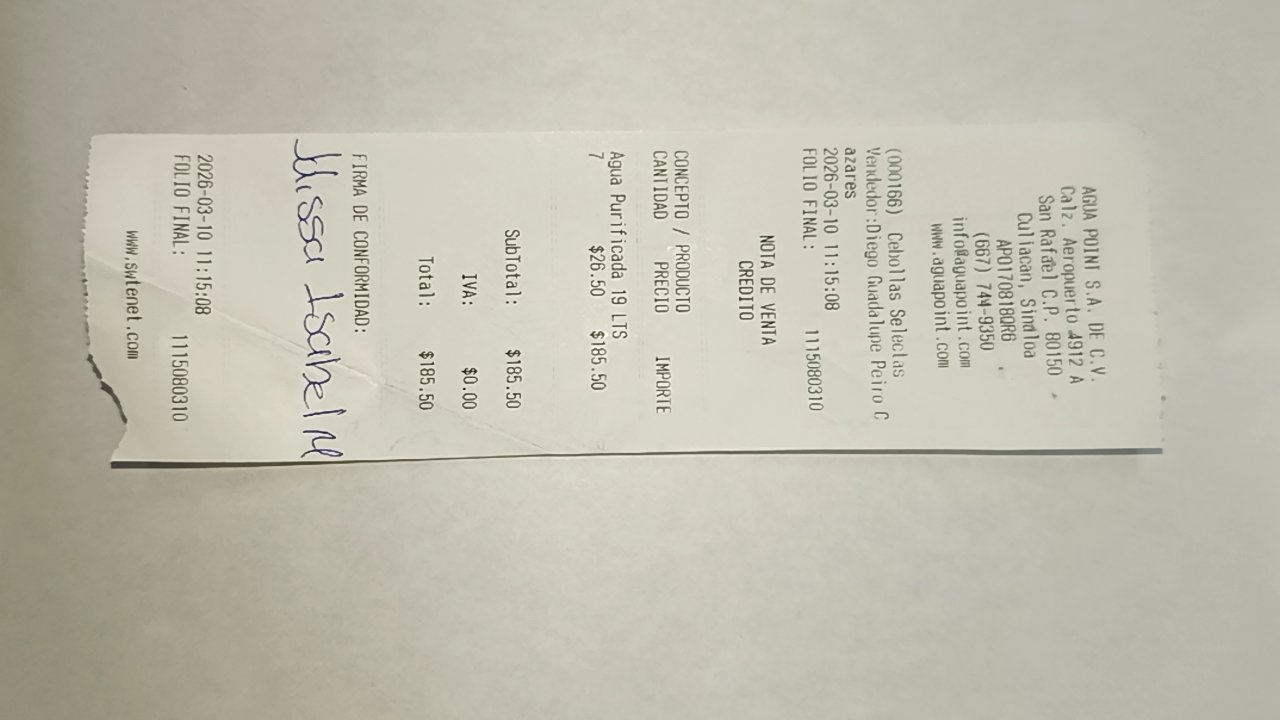 AGUA POINT S.A. DE C.V.
Calz. Aeropuerto 4912 A
San Rafael C.P. 80150
Culiacan, Sinaloa
APO170818QR6
(667) 744-9350
info@aguapoint.com
www.aguapoint.com
(000166) Cebollas Selectas
Vendedor:Diego Guadalupe Peiro C
azares
2026-03-10 11:15:08
FOLIO FINAL: 1115080310
NOTA DE VENTA
CREDITO
CONCEPTO / PRODUCTO
CANTIDAD PRECIO IMPORTE
Agua Purificada 19 LTS
7 $26.50 $185.50
SubTotal: $185.50
IVA: $0.00
Total: $185.50
FIRMA DE CONFORMIDAD:
Isabel M
2026-03-10 11:15:08
FOLIO FINAL: 1115080310
www.swtenet.com